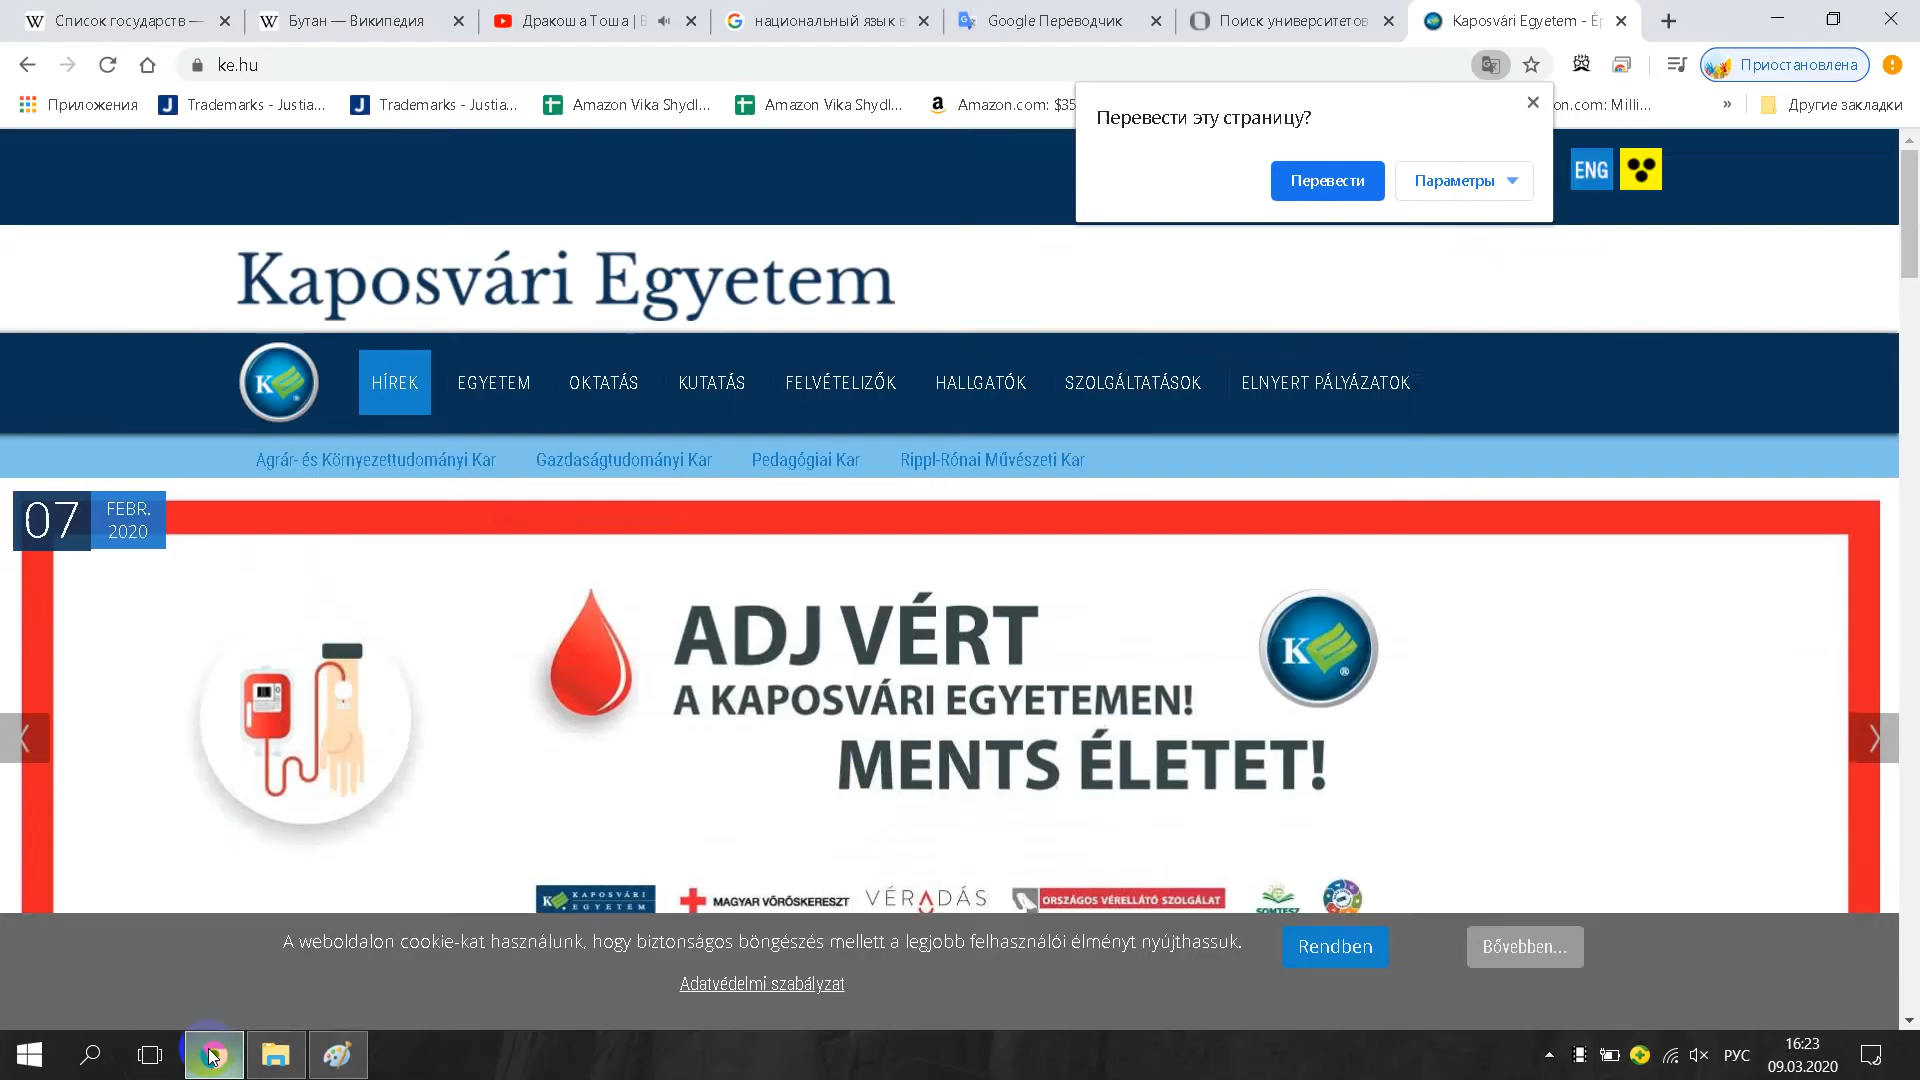 Список государств —
Бутан — Википедия
Дракоша Тоша | В
национальный язык в
Google Переводчик
Поиск университетов
Kaposvári Egyetem - Ép
ke.hu
Приостановлена
Приложения
Trademarks - Justia...
Trademarks - Justia...
Amazon Vika Shydl...
Amazon Vika Shydl...
Amazon.com: $35
on.com: Milli...
»
Другие закладки
Перевести эту страницу?
Перевести
Параметры
ENG
Kaposvári Egyetem
K
HÍREK
EGYETEM
OKTATÁS
KUTATÁS
FELVÉTELIZŐK
HALLGATÓK
SZOLGÁLTATÁSOK
ELNYERT PÁLYÁZATOK
Agrár- és Környezettudományi Kar
Gazdaságtudományi Kar
Pedagógiai Kar
Rippl-Rónai Művészeti Kar
07
FEBR.
2020
ADJ VÉRT
A KAPOSVÁRI EGYETEMEN!
MENTS ÉLETET!
K
KAPOSVÁRI
EGYETEM
MAGYAR VÖRÖSKERESZT
VÉRADÁS
ORSZÁGOS VÉRELLÁTÓ SZOLGÁLAT
SOMTESZ
A weboldalon cookie-kat használunk, hogy biztonságos böngészés mellett a legjobb felhasználói élményt nyújthassuk.
Rendben
Bővebben...
Adatvédelmi szabályzat
РУС
16:23
09.03.2020